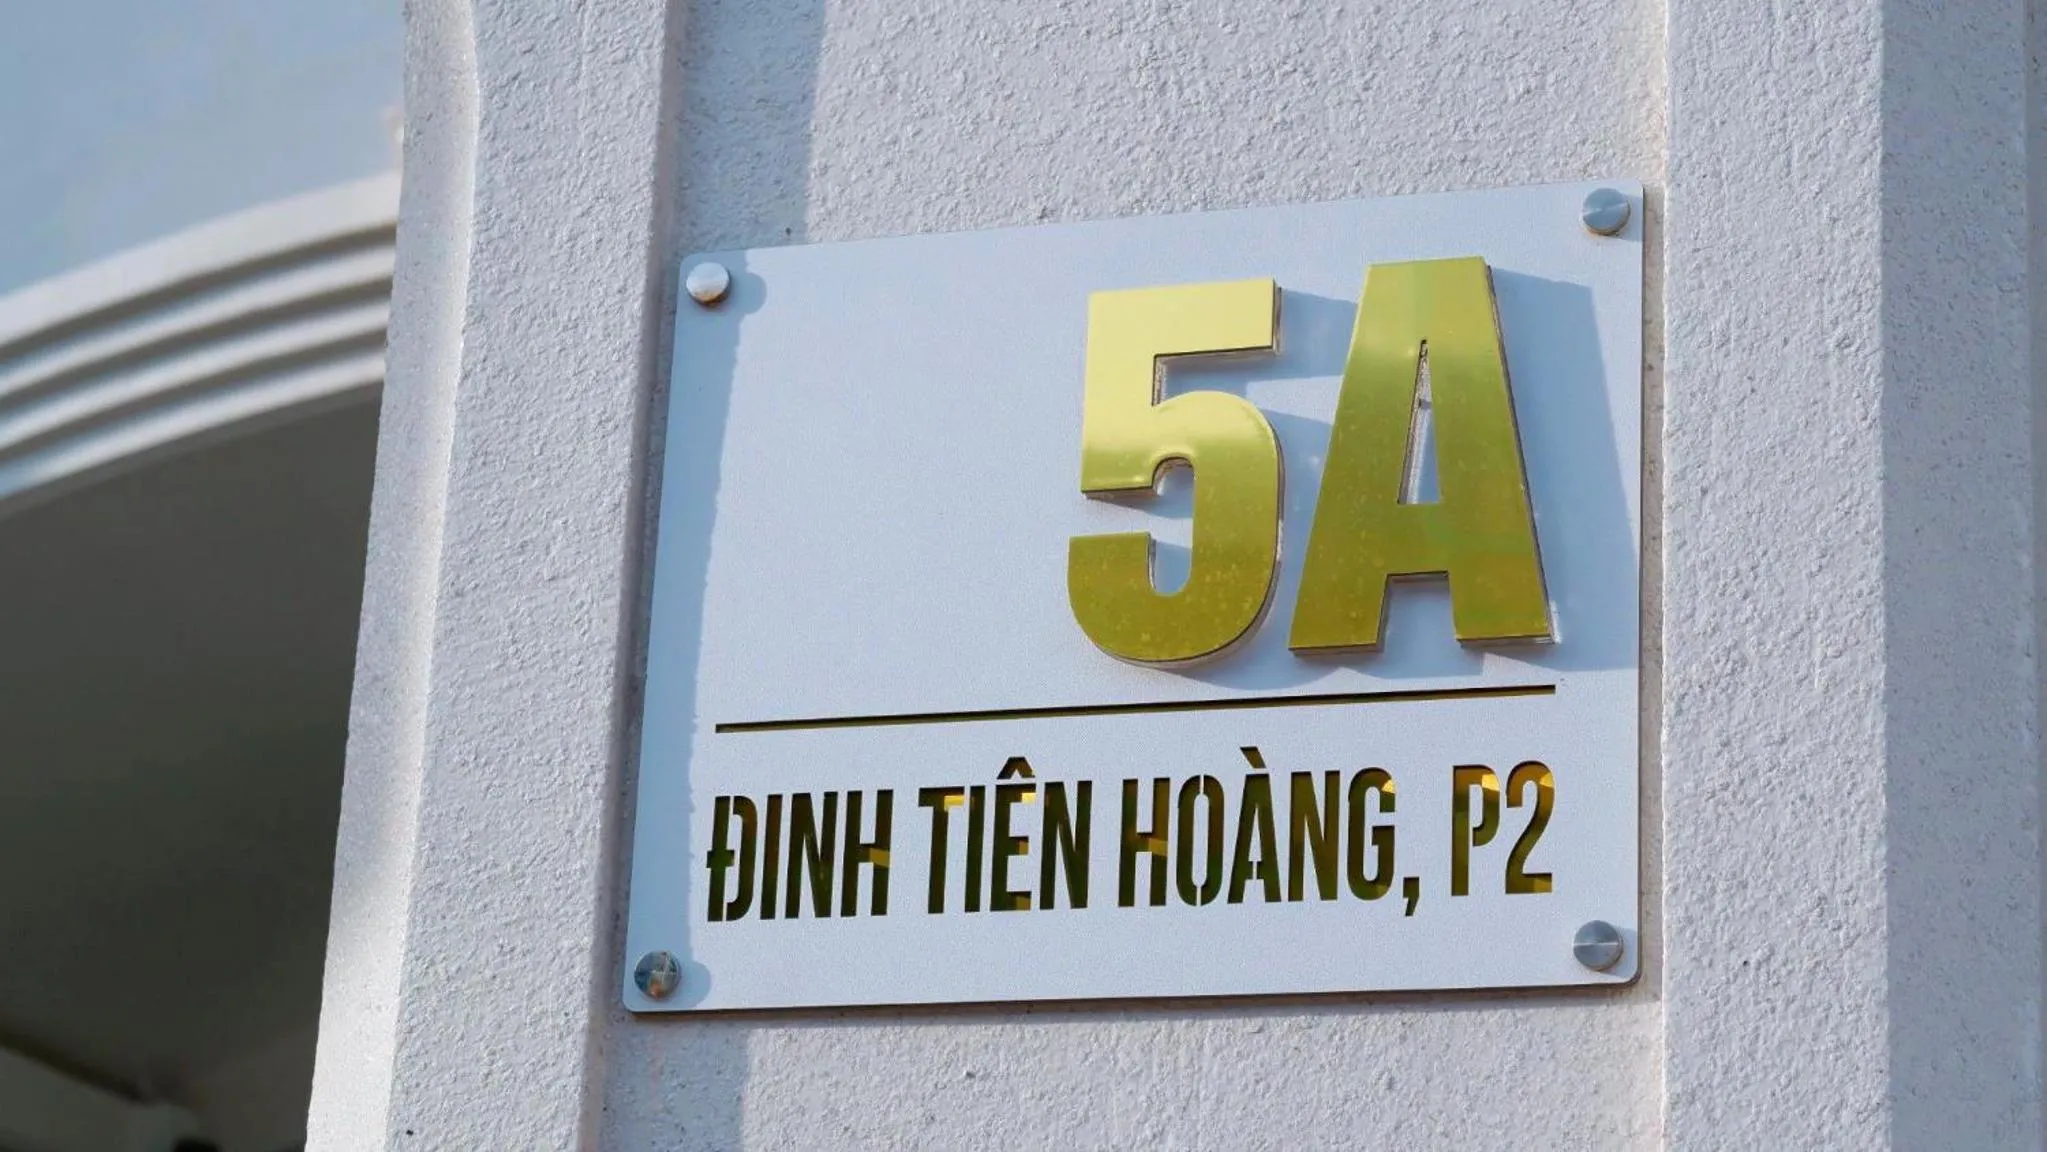 5A
ĐINH TIÊN HOÀNG, P2